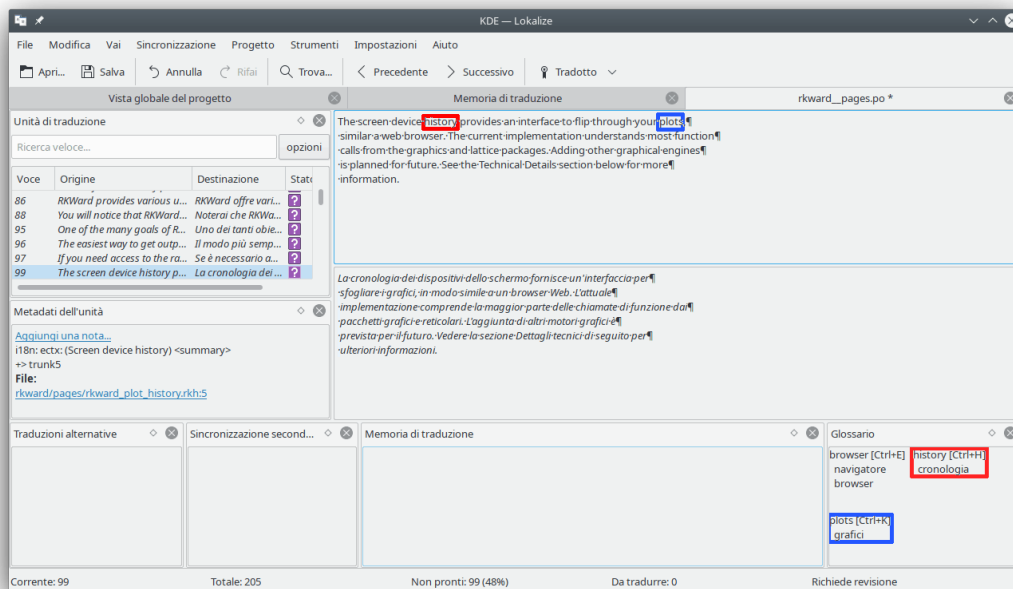 KDE — Lokalize
File Modifica Vai Sincronizzazione Progetto Strumenti Impostazioni Aiuto
Apri... Salva Annulla Rifai Trova... Precedente Successivo Tradotto
Vista globale del progetto Memoria di traduzione rkward__pages.po *
Unità di traduzione
Ricerca veloce... opzioni
Voce Origine Destinazione Stato
86 RKWard provides various u... RKWard offre vari...
88 You will notice that RKWard... Noterai che RKWa...
95 One of the many goals of R... Uno dei tanti obie...
96 The easiest way to get outp... Il modo più semp...
97 If you need access to the ra... Se è necessario a...
99 The screen device history p... La cronologia dei ...
Metadati dell'unità
Aggiungi una nota...
i18n: ectx: (Screen device history) <summary>
+> trunk5
File:
rkward/pages/rkward_plot_history.rkh:5
The·screen·device·history·provides·an·interface·to·flip·through·your·plots¶
·similar·a·web·browser.·The·current·implementation·understands·most·function¶
·calls·from·the·graphics·and·lattice·packages.·Adding·other·graphical·engines¶
·is·planned·for·future.·See·the·Technical·Details·section·below·for·more¶
·information.
La·cronologia·dei·dispositivi·dello·schermo·fornisce·un'interfaccia·per¶
·sfogliare·i·grafici,·in·modo·simile·a·un·browser·Web.·L'attuale¶
·implementazione·comprende·la·maggior·parte·delle·chiamate·di·funzione·dai¶
·pacchetti·grafici·e·reticolari.·L'aggiunta·di·altri·motori·grafici·è¶
·prevista·per·il·futuro.·Vedere·la·sezione·Dettagli·tecnici·di·seguito·per¶
·ulteriori·informazioni.
Traduzioni alternative Sincronizzazione second... Memoria di traduzione Glossario
browser [Ctrl+E] history [Ctrl+H]
navigatore cronologia
browser
plots [Ctrl+K]
grafici
Corrente: 99 Totale: 205 Non pronti: 99 (48%) Da tradurre: 0 Richiede revisione